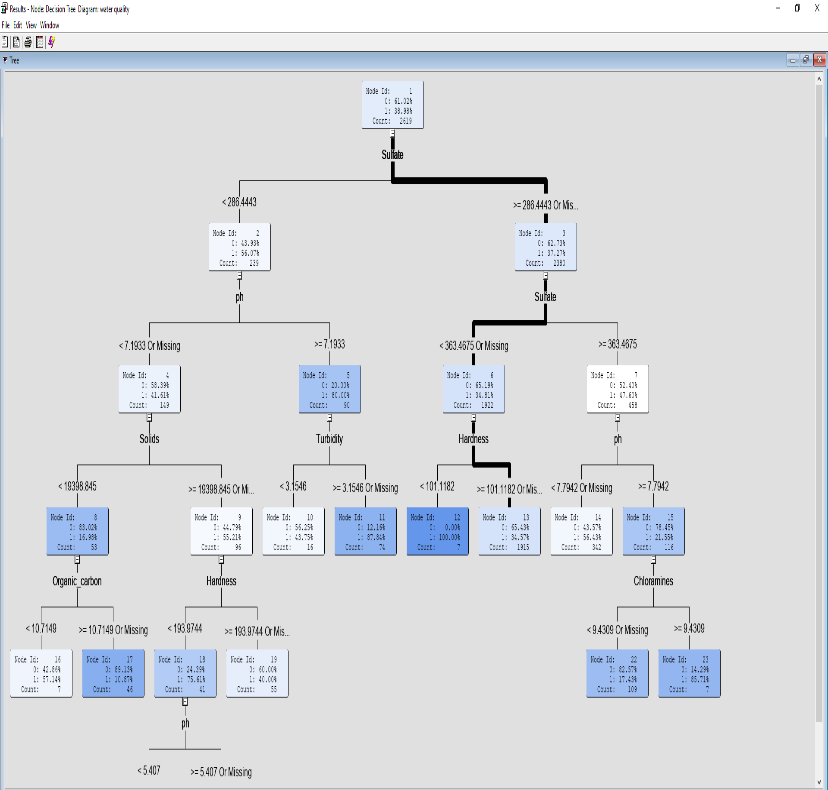 Results - Node: Decision Tree Diagram: water quality
File Edit View Window
Tree
Node Id: 1
0: 61.02%
1: 38.98%
Count: 2619
Sulfate
< 286.4443
>= 286.4443 Or Mis...
Node Id: 2
0: 43.93%
1: 56.07%
Count: 239
Node Id: 3
0: 62.73%
1: 37.27%
Count: 2380
ph
Sulfate
< 7.1933 Or Missing
>= 7.1933
< 363.4675 Or Missing
>= 363.4675
Node Id: 4
0: 58.39%
1: 41.61%
Count: 149
Node Id: 5
0: 20.00%
1: 80.00%
Count: 90
Node Id: 6
0: 65.19%
1: 34.81%
Count: 1922
Node Id: 7
0: 52.40%
1: 47.60%
Count: 458
Solids
Turbidity
Hardness
ph
< 19398.845
>= 19398.845 Or Mi...
< 3.1546
>= 3.1546 Or Missing
< 101.1182
>= 101.1182 Or Mis...
< 7.7942 Or Missing
>= 7.7942
Node Id: 8
0: 83.02%
1: 16.98%
Count: 53
Node Id: 9
0: 44.79%
1: 55.21%
Count: 96
Node Id: 10
0: 56.25%
1: 43.75%
Count: 16
Node Id: 11
0: 12.16%
1: 87.84%
Count: 74
Node Id: 12
0: 0.00%
1: 100.00%
Count: 7
Node Id: 13
0: 65.43%
1: 34.57%
Count: 1915
Node Id: 14
0: 43.57%
1: 56.43%
Count: 342
Node Id: 15
0: 78.45%
1: 21.55%
Count: 116
Organic_carbon
Hardness
Chloramines
< 10.7149
>= 10.7149 Or Missing
< 193.9744
>= 193.9744 Or Mis...
< 9.4309 Or Missing
>= 9.4309
Node Id: 16
0: 42.86%
1: 57.14%
Count: 7
Node Id: 17
0: 89.13%
1: 10.87%
Count: 46
Node Id: 18
0: 24.39%
1: 75.61%
Count: 41
Node Id: 19
0: 60.00%
1: 40.00%
Count: 55
Node Id: 22
0: 82.57%
1: 17.43%
Count: 109
Node Id: 23
0: 14.29%
1: 85.71%
Count: 7
ph
< 5.407
>= 5.407 Or Missing